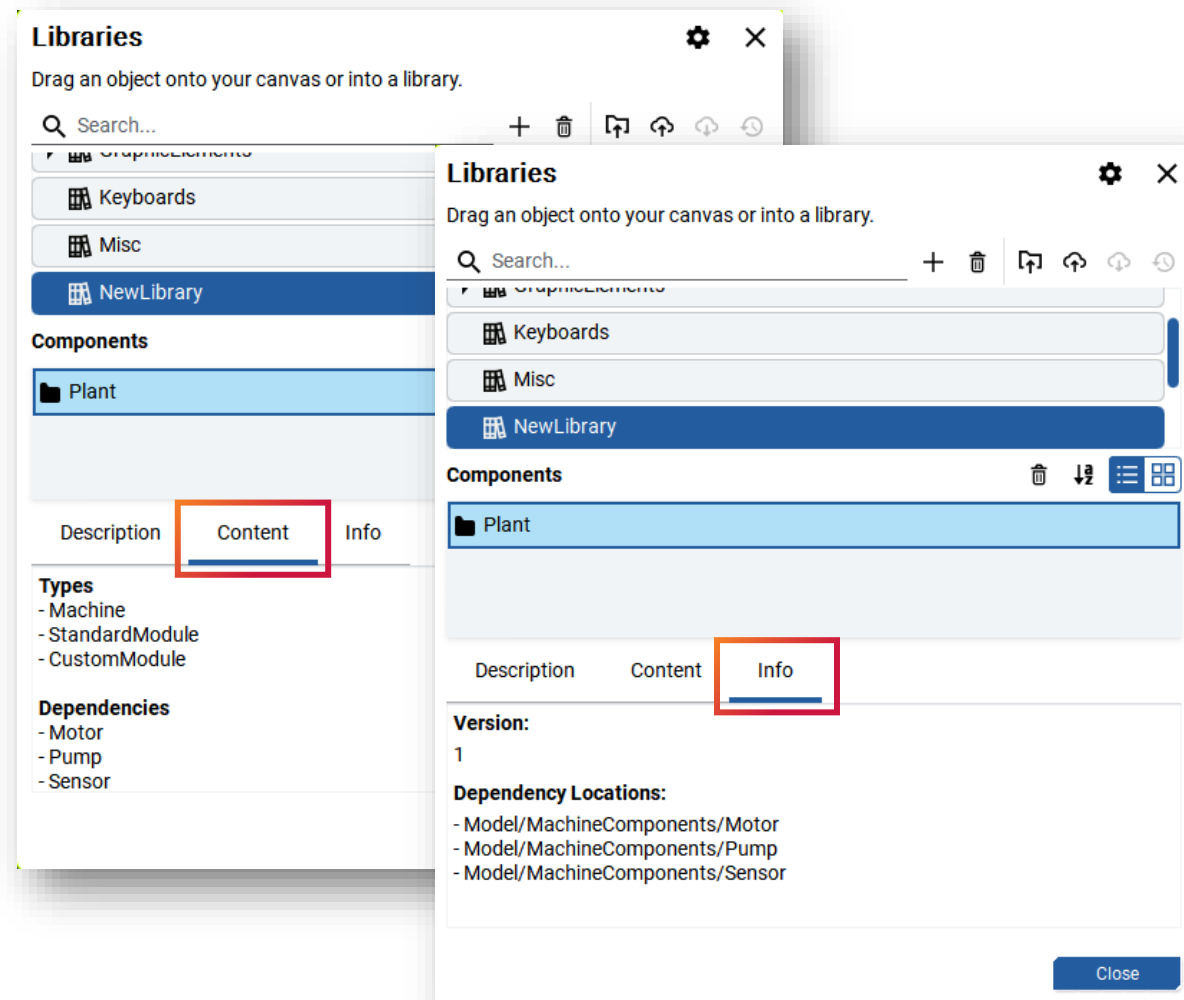 Libraries
Drag an object onto your canvas or into a library.
Search...
GraphicElements
Keyboards
Misc
NewLibrary
Components
Plant
Description Content Info
Types
- Machine
- StandardModule
- CustomModule
Dependencies
- Motor
- Pump
- Sensor
Libraries
Drag an object onto your canvas or into a library.
Search...
GraphicElements
Keyboards
Misc
NewLibrary
Components
Plant
Description Content Info
Version:
1
Dependency Locations:
- Model/MachineComponents/Motor
- Model/MachineComponents/Pump
- Model/MachineComponents/Sensor
Close